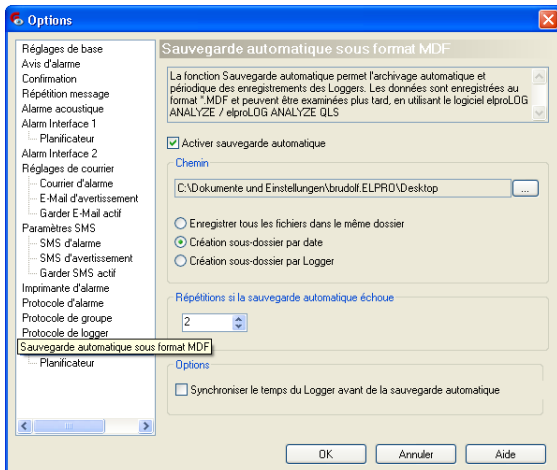 Options
Réglages de base
Avis d'alarme
Confirmation
Répétition message
Alarme acoustique
Alarm Interface 1
Planificateur
Alarm Interface 2
Réglages de courrier
Courrier d'alarme
E-Mail d'avertissement
Garder E-Mail actif
Paramètres SMS
SMS d'alarme
SMS d'avertissement
Garder SMS actif
Imprimante d'alarme
Protocole d'alarme
Protocole de groupe
Protocole de logger
Sauvegarde automatique sous format MDF
Planificateur
Sauvegarde automatique sous format MDF
La fonction Sauvegarde automatique permet l'archivage automatique et
périodique des enregistrements des Loggers. Les données sont enregistrées au
format *.MDF et peuvent être examinées plus tard, en utilisant le logiciel elproLOG
ANALYZE / elproLOG ANALYZE QLS
Activer sauvegarde automatique
Chemin
C:\Dokumente und Einstellungen\brudolf.ELPRO\Desktop
...
Enregistrer tous les fichiers dans le même dossier
Création sous-dossier par date
Création sous-dossier par Logger
Répétitions si la sauvegarde automatique échoue
2
Options
Synchroniser le temps du Logger avant de la sauvegarde automatique
OK
Annuler
Aide